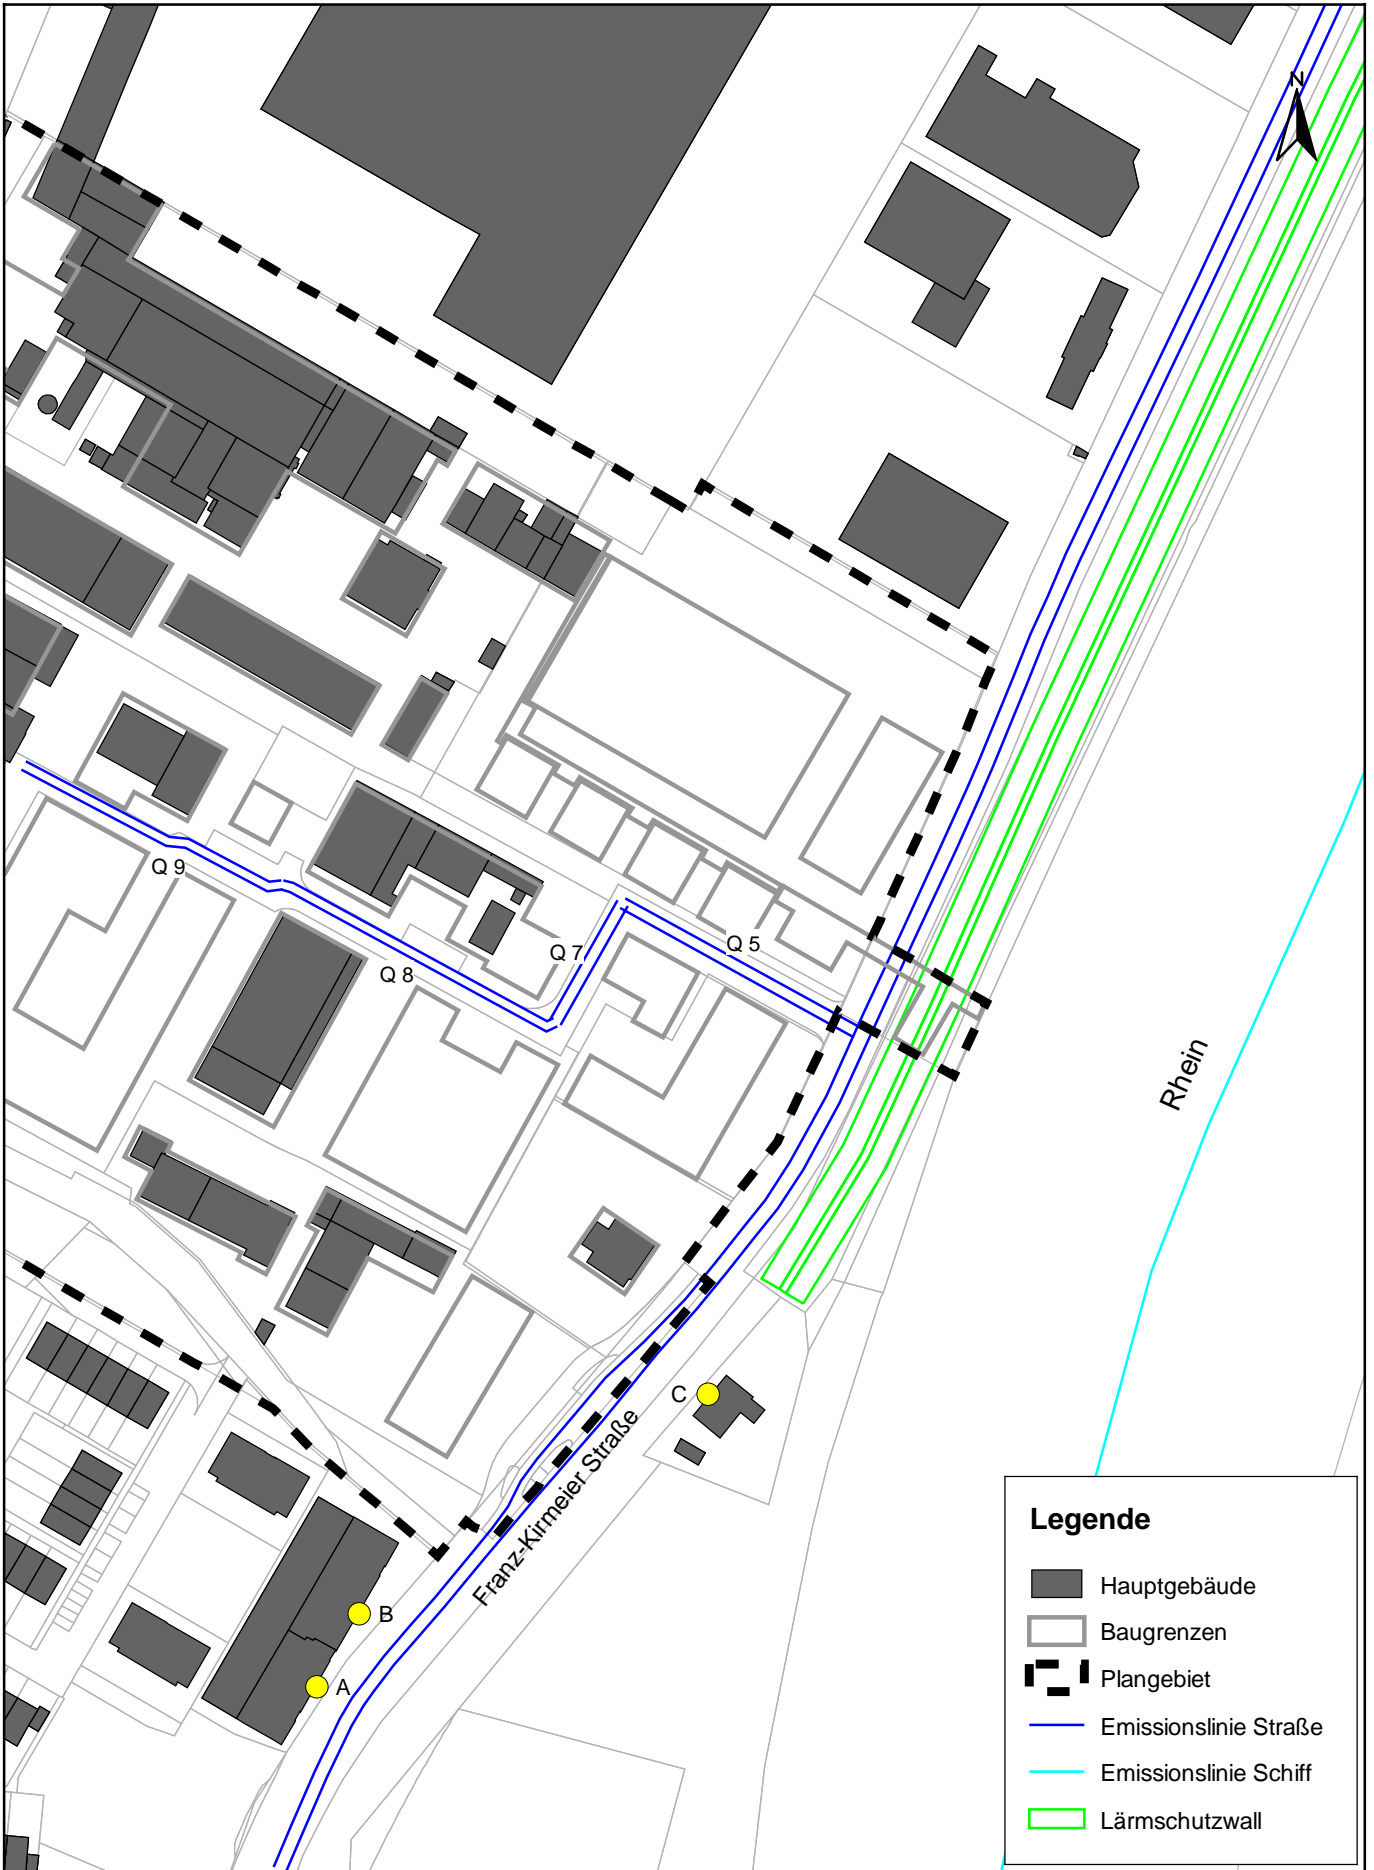 N
Q 9
Q 8
Q 7
Q 5
Rhein
C
Franz-Kirmeier Straße
B
A
Legende
Hauptgebäude
Baugrenzen
Plangebiet
Emissionslinie Straße
Emissionslinie Schiff
Lärmschutzwall